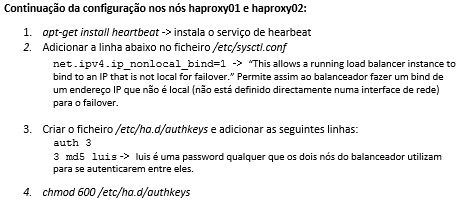 Continuação da configuração nos nós haproxy01 e haproxy02:
1. apt-get install heartbeat -> instala o serviço de hearbeat
2. Adicionar a linha abaixo no ficheiro /etc/sysctl.conf
net.ipv4.ip_nonlocal_bind=1 -> “This allows a running load balancer instance to
bind to an IP that is not local for failover.” Permite assim ao balanceador fazer um bind de
um endereço IP que não é local (não está definido directamente numa interface de rede)
para o failover.
3. Criar o ficheiro /etc/ha.d/authkeys e adicionar as seguintes linhas:
auth 3
3 md5 luis -> luis é uma password qualquer que os dois nós do balanceador utilizam
para se autenticarem entre eles.
4. chmod 600 /etc/ha.d/authkeys